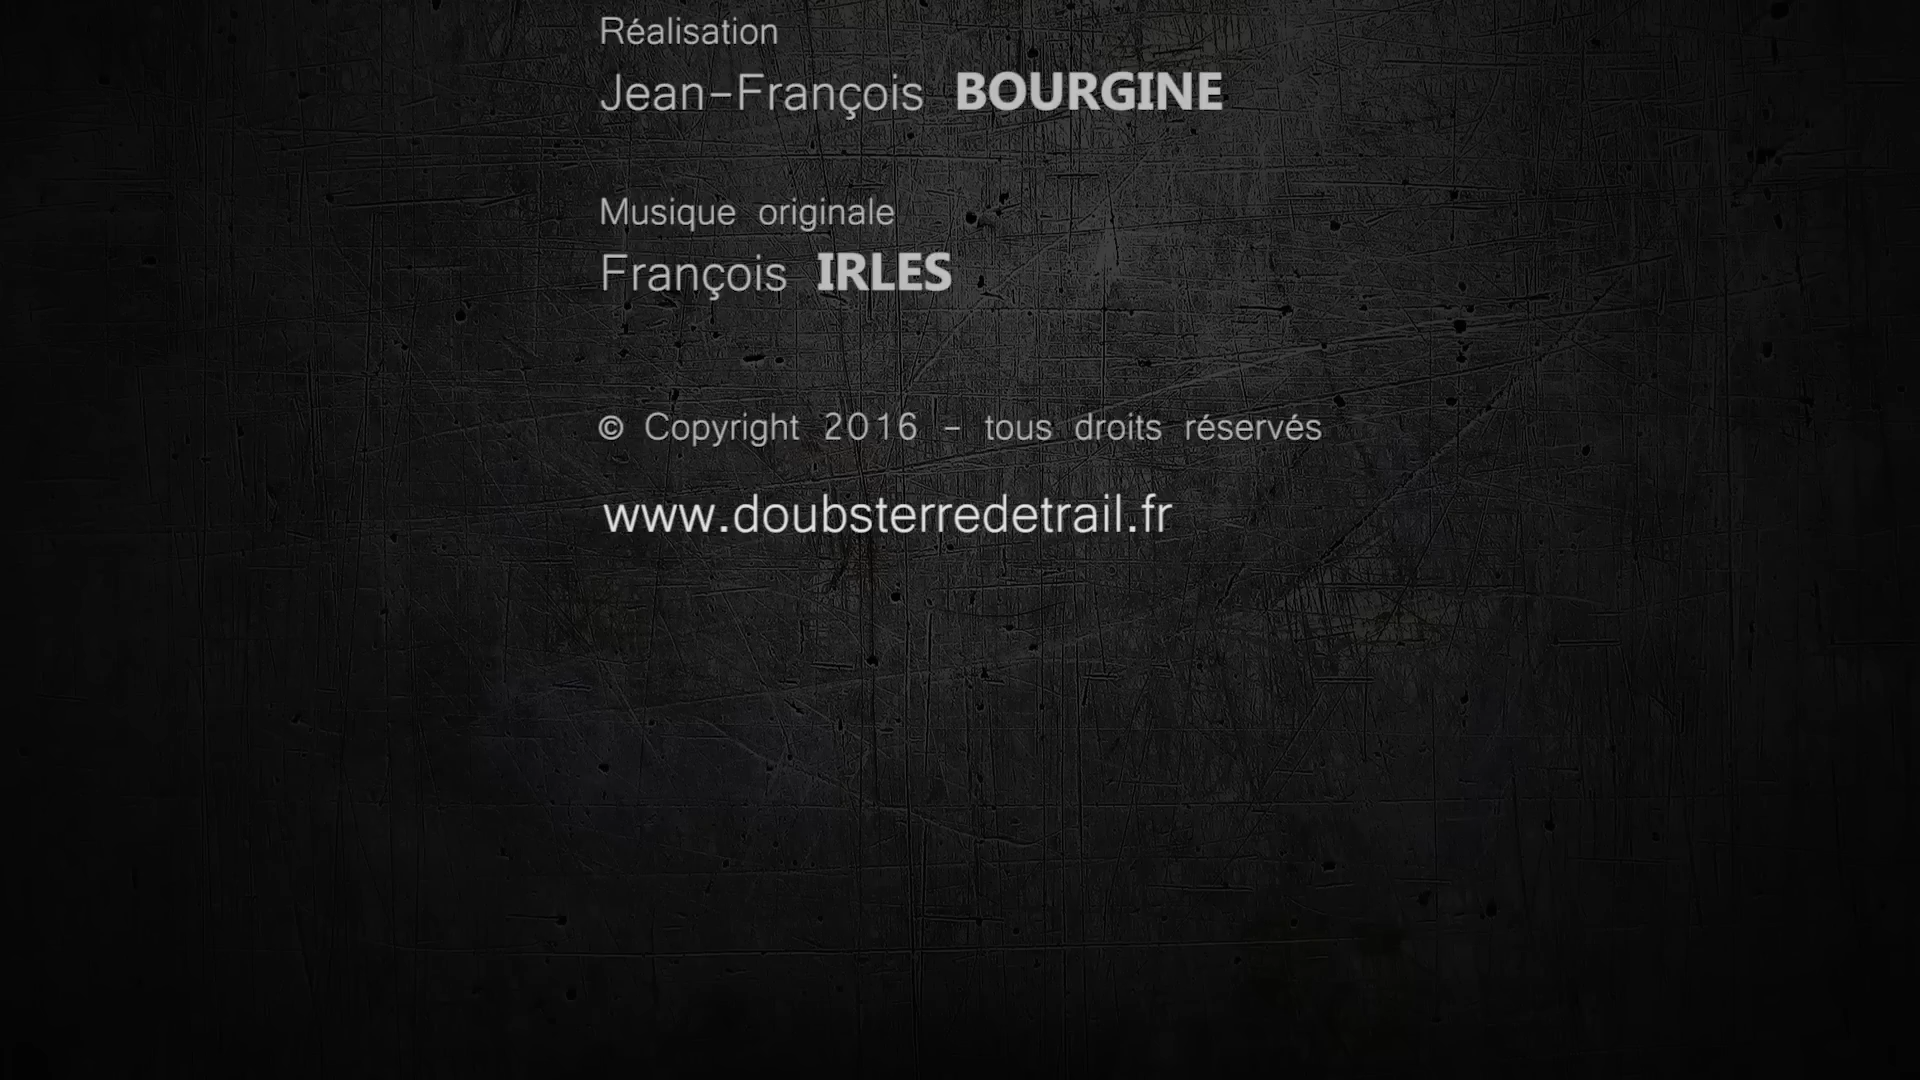 Réalisation
Jean-François BOURGINE
Musique originale
François IRLES
© Copyright 2016 - tous droits réservés
www.doubsterredetrail.fr